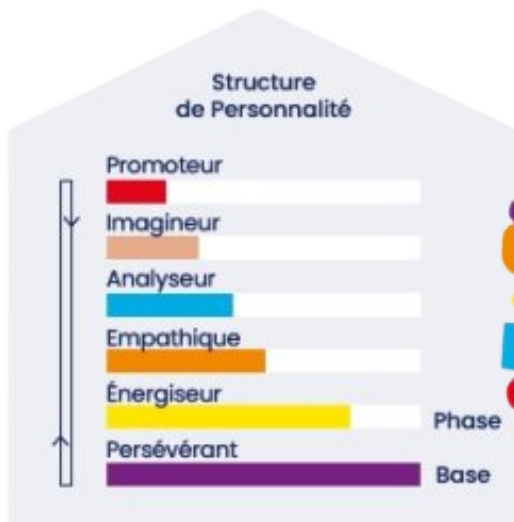 Structure
de Personnalité
Promoteur
Imagineur
Analyseur
Empathique
Énergiseur
Phase
Persévérant
Base